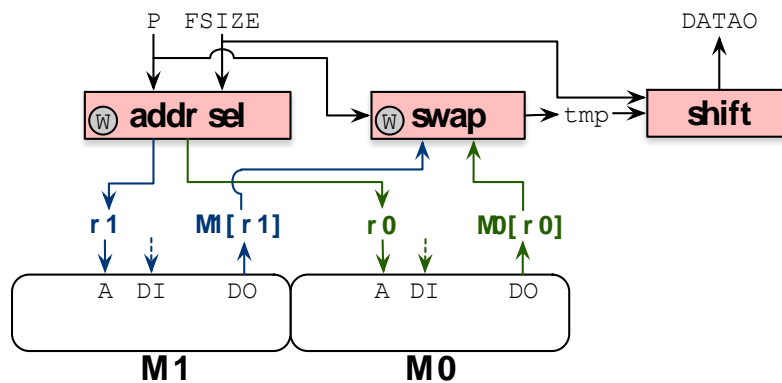 P FSIZE DATAO
W addr sel W swap tmp shift
r1 M1[r1] r0 M0[r0]
A DI DO A DI DO
M1 M0